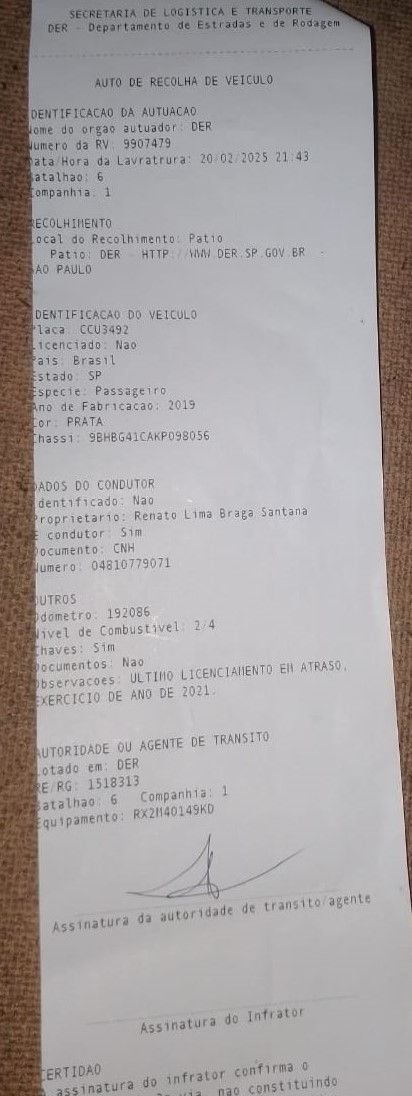 SECRETARIA DE LOGISTICA E TRANSPORTE
DER - Departamento de Estradas e de Rodagem
AUTO DE RECOLHA DE VEICULO
DENTIFICACAO DA AUTUACAO
Nome do orgao autuador: DER
Numero da RV: 9907479
Data/Hora da Lavratrura: 20/02/2025 21:43
Batalhao: 6
Companhia: 1
RECOLHIMENTO
Local do Recolhimento: Patio
Patio: DER - HTTP://WWW.DER.SP.GOV.BR -
SAO PAULO
DENTIFICACAO DO VEICULO
Placa: CCU3492
Licenciado: Nao
Pais: Brasil
Estado: SP
Especie: Passageiro
Ano de Fabricacao: 2019
Cor: PRATA
Chassi: 9BHBG41CAKP098056
DADOS DO CONDUTOR
Identificado: Nao
Proprietario: Renato Lima Braga Santana
E condutor: Sim
Documento: CNH
Numero: 04810779071
OUTROS
Odometro: 192086
Nivel de Combustivel: 2/4
Chaves: Sim
Documentos: Nao
Observacoes: ULTIMO LICENCIAMENTO EM ATRASO,
EXERCICIO DE ANO DE 2021.
AUTORIDADE OU AGENTE DE TRANSITO
Lotado em: DER
RE/RG: 1518313
Batalhao: 6 Companhia: 1
Equipamento: RX2M40149KD
Assinatura da autoridade de transito/agente
Assinatura do Infrator
CERTIDAO
assinatura do infrator confirma o
via, nao constituindo